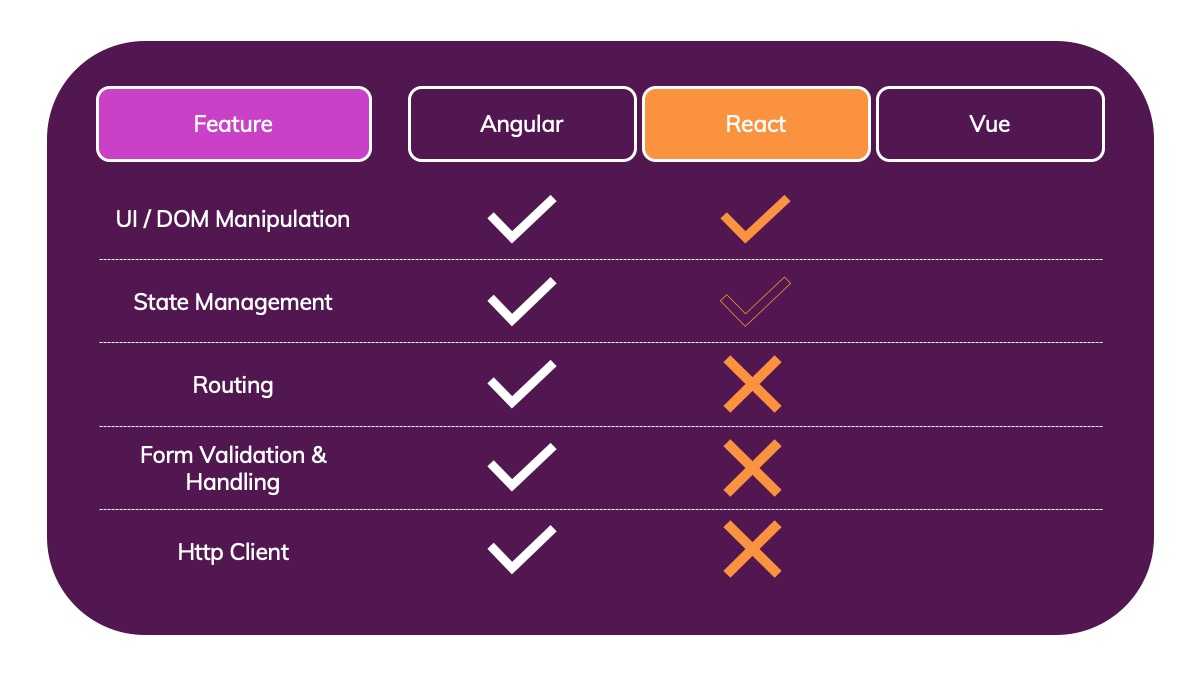 Feature
Angular
React
Vue
UI / DOM Manipulation
State Management
Routing
Form Validation &
Handling
Http Client